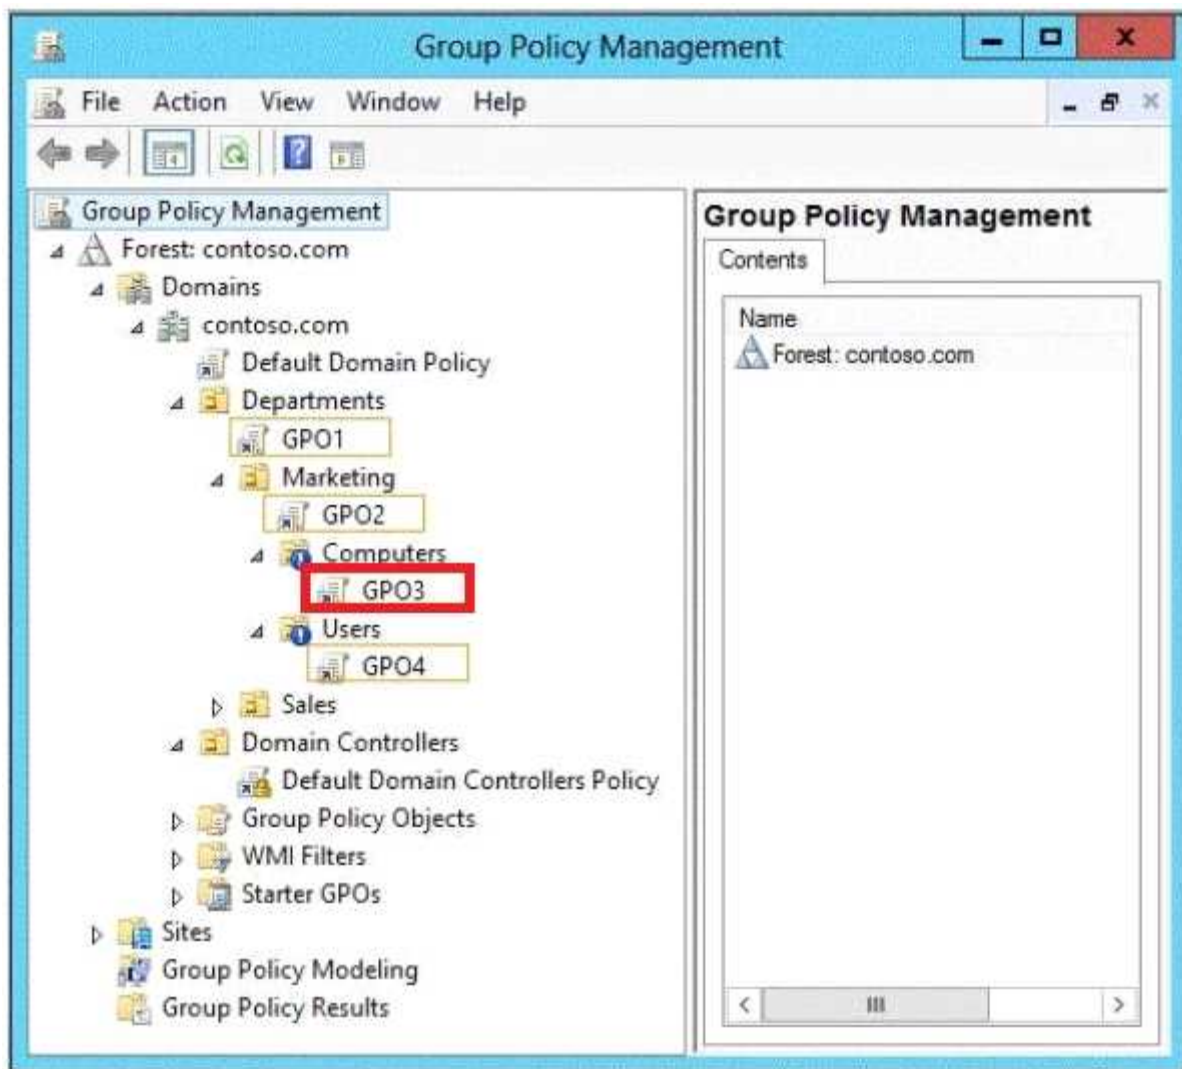 Group Policy Management
File Action View Window Help
Group Policy Management
Forest: contoso.com
Domains
contoso.com
Default Domain Policy
Departments
GPO1
Marketing
GPO2
Computers
GPO3
Users
GPO4
Sales
Domain Controllers
Default Domain Controllers Policy
Group Policy Objects
WMI Filters
Starter GPOs
Sites
Group Policy Modeling
Group Policy Results
Group Policy Management
Contents
Name
Forest: contoso.com